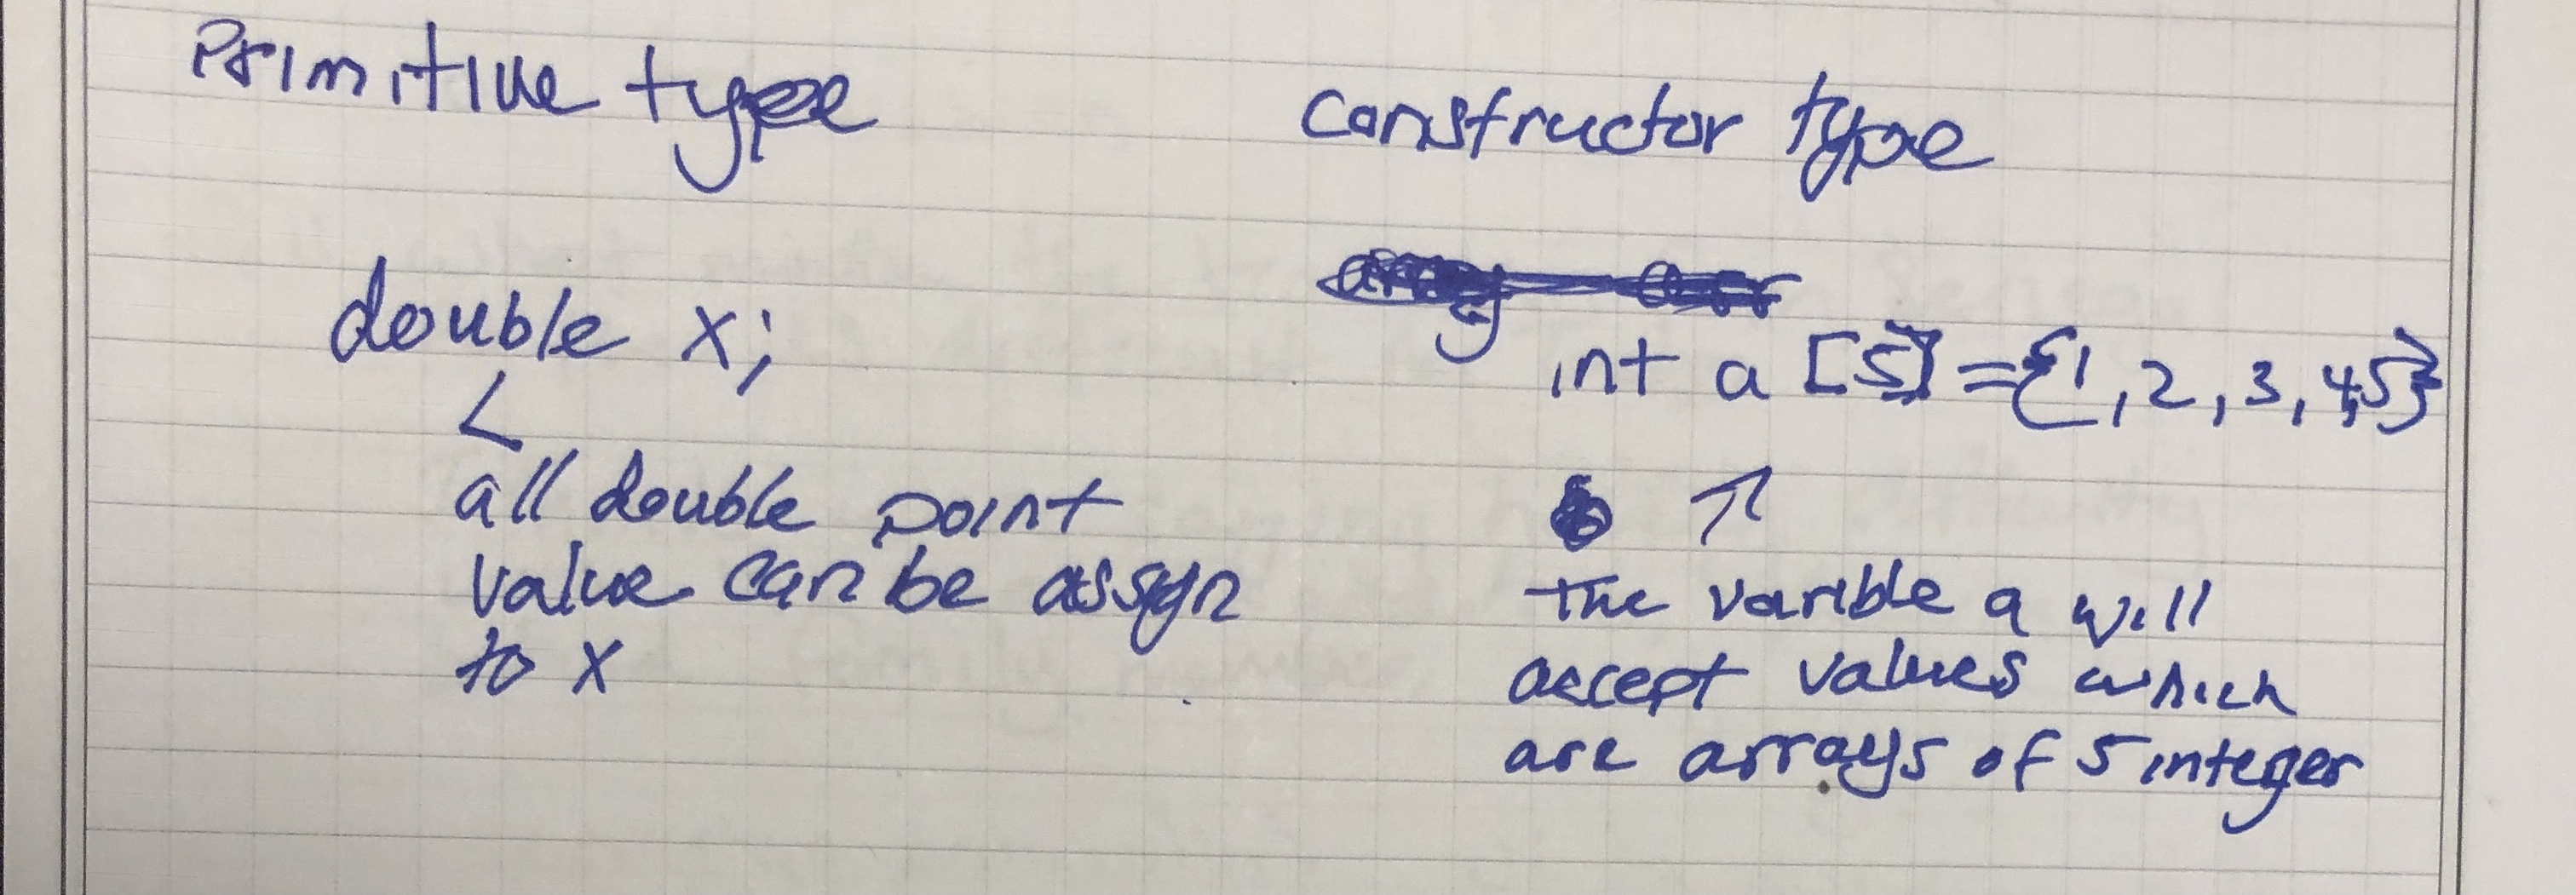 Primitive type
double x;
all double point
value can be assign
to x
constructor type
int a [5] = {1, 2, 3, 4, 5}
The varible a will
accept values which
are arrays of 5 integer